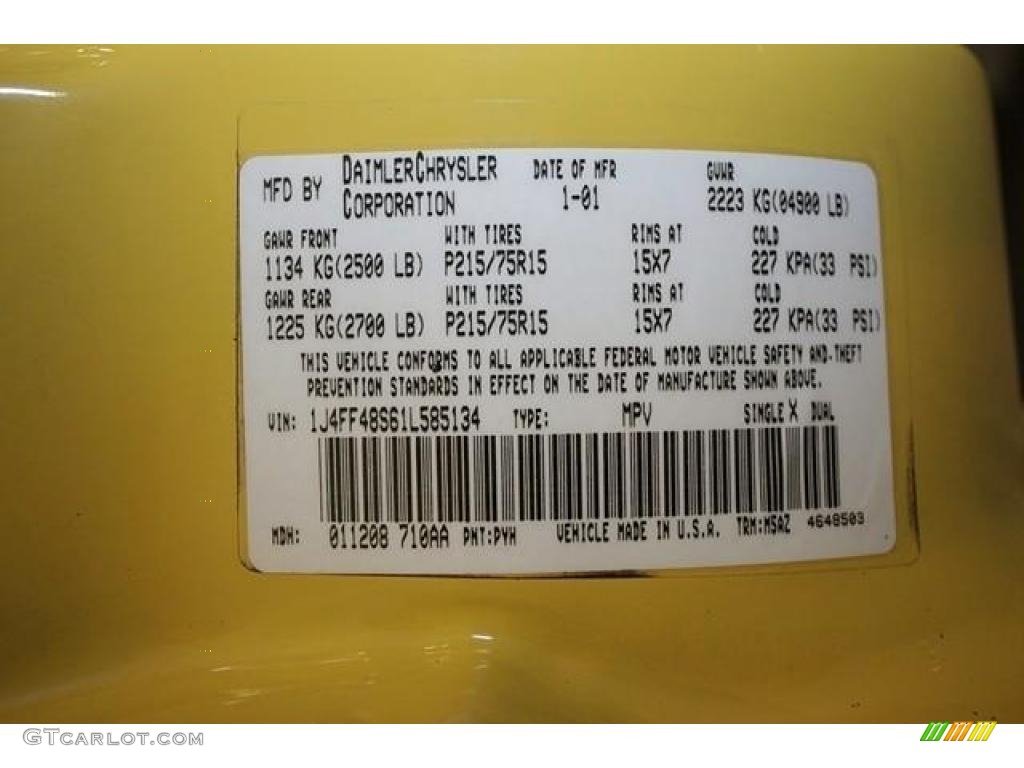 MFD BY DAIMLERCHRYSLER CORPORATION DATE OF MFR 1-01 GVWR 2223 KG(04900 LB)
GAWR FRONT WITH TIRES RIMS AT COLD
1134 KG(2500 LB) P215/75R15 15X7 227 KPA(33 PSI)
GAWR REAR WITH TIRES RIMS AT COLD
1225 KG(2700 LB) P215/75R15 15X7 227 KPA(33 PSI)
THIS VEHICLE CONFORMS TO ALL APPLICABLE FEDERAL MOTOR VEHICLE SAFETY AND THEFT
PREVENTION STANDARDS IN EFFECT ON THE DATE OF MANUFACTURE SHOWN ABOVE.
VIN: 1J4FF48S61L585134 TYPE: MPV SINGLE X DUAL
MDH: 011208 710AA PNT:PYH VEHICLE MADE IN U.S.A. TRM:MSAZ 4648503
GTCARLOT.COM